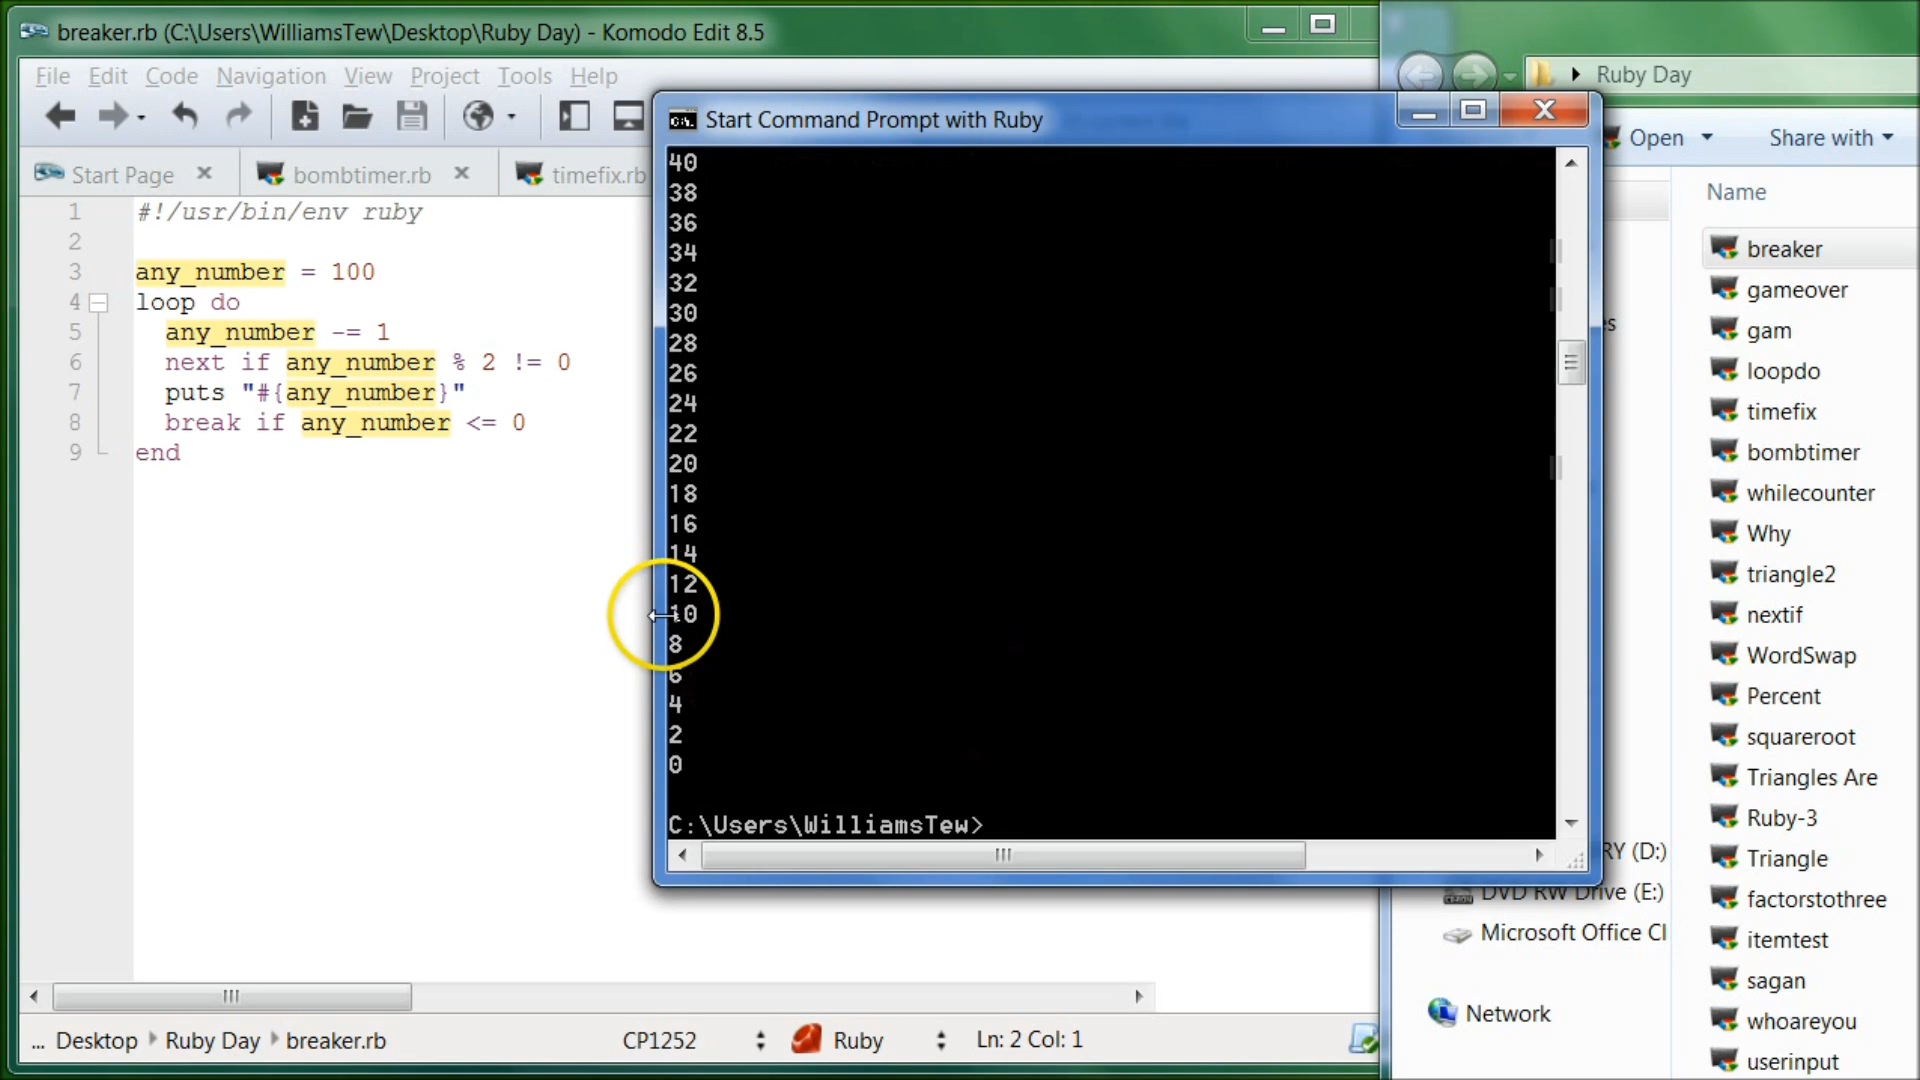 breaker.rb (C:\Users\WilliamsTew\Desktop\Ruby Day) - Komodo Edit 8.5
File Edit Code Navigation View Project Tools Help
Start Page
bombtimer.rb
timefix.rb
1 #!/usr/bin/env ruby
2
3 any_number = 100
4 loop do
5 any_number -= 1
6 next if any_number % 2 != 0
7 puts "#{any_number}"
8 break if any_number <= 0
9 end
... Desktop Ruby Day breaker.rb
CP1252
Ruby
Ln: 2 Col: 1
Start Command Prompt with Ruby
40
38
36
34
32
30
28
26
24
22
20
18
16
14
12
10
8
6
4
2
0
C:\Users\WilliamsTew>
Ruby Day
Open
Share with
Name
breaker
gameover
gam
loopdo
timefix
bombtimer
whilecounter
Why
triangle2
nextif
WordSwap
Percent
squareroot
Triangles Are
Ruby-3
Triangle
factorstothree
itemtest
sagan
whoareyou
userinput
es
RY (D:)
DVD RW Drive (E:)
Microsoft Office Cl
Network